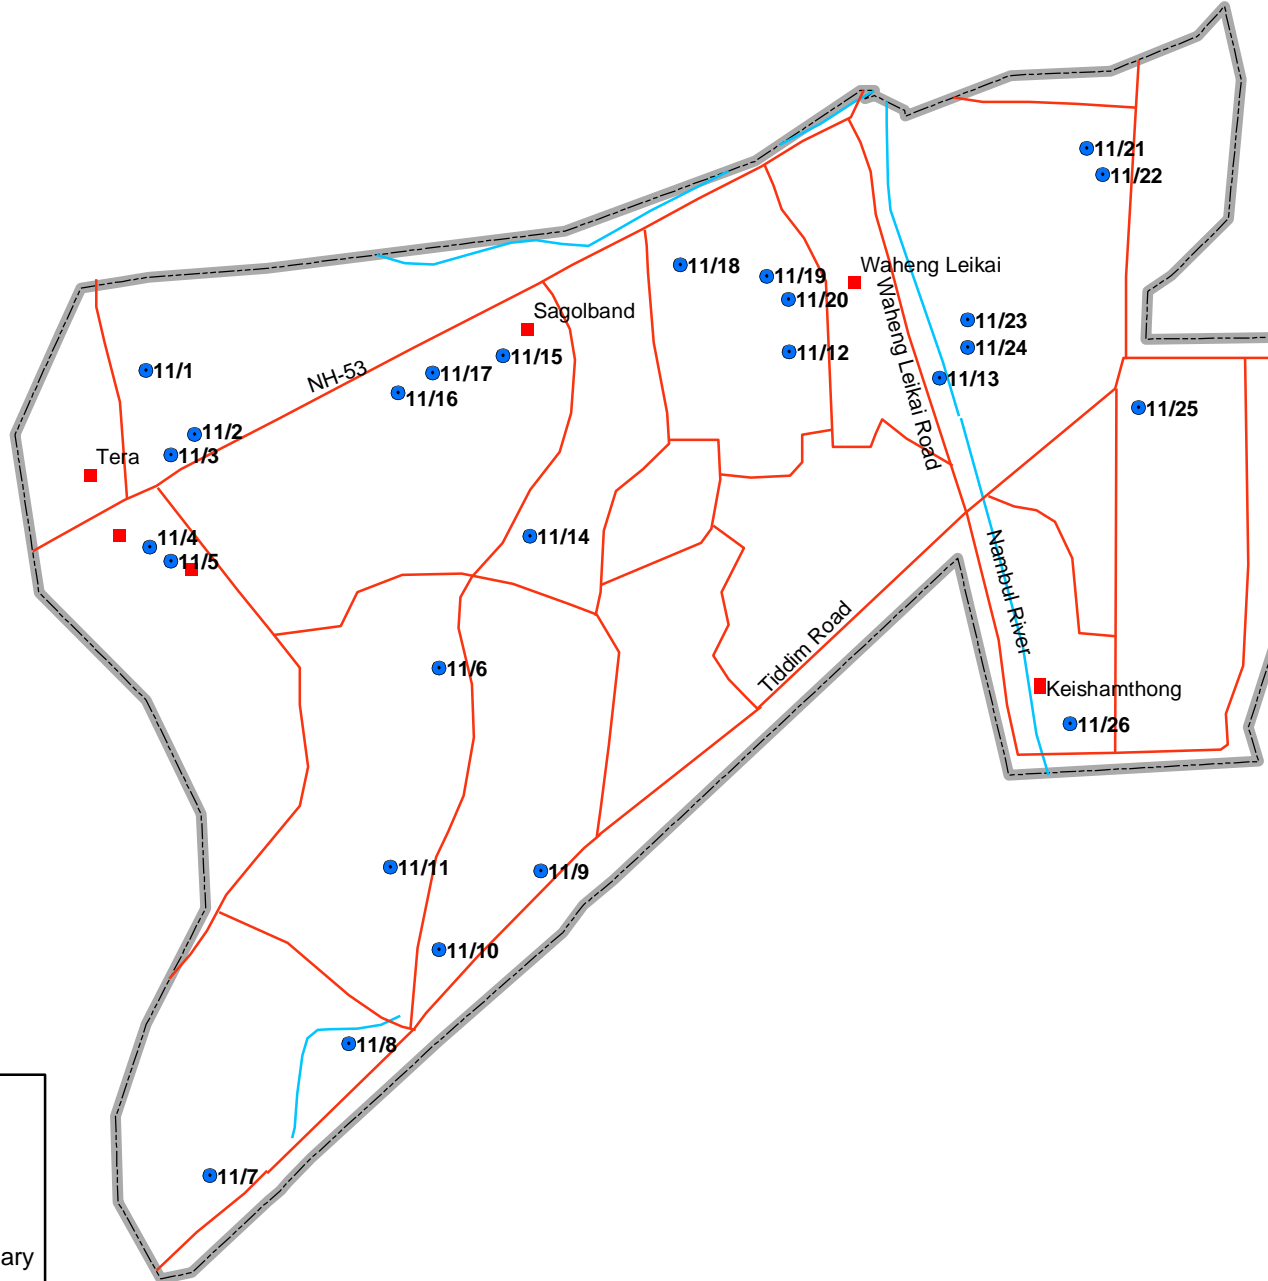 11/21
11/22
Waheng Leikai
11/18
11/19
11/20
Sagolband
11/23
11/12
11/24
11/15
11/1
NH-53
11/17
11/13
Waheng Leikai Road
11/16
11/25
11/2
Tera
11/3
11/4
11/14
11/5
Nambul River
Tiddim Road
11/6
Keishamthong
11/26
11/11
11/9
11/10
11/8
11/7
ary